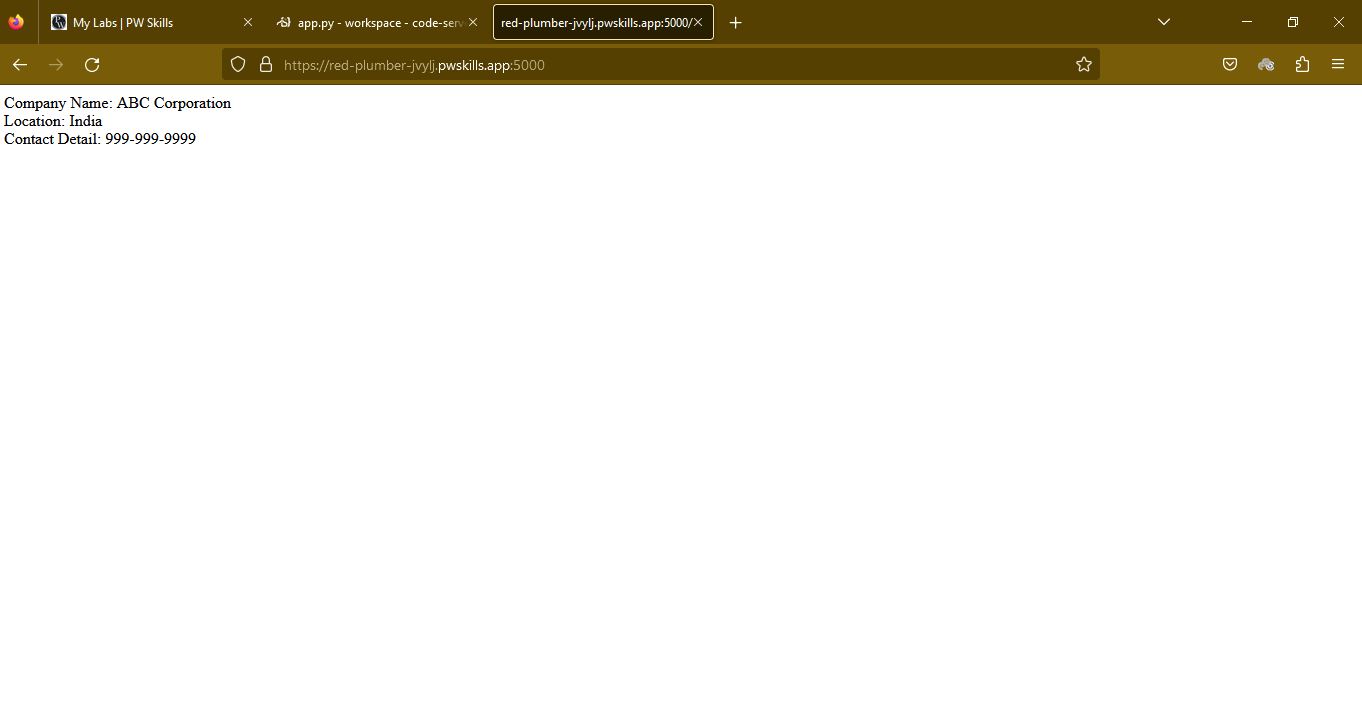 My Labs | PW Skills
app.py - workspace - code-serv
red-plumber-jvylj.pwskills.app:5000/
https://red-plumber-jvylj.pwskills.app:5000
Company Name: ABC Corporation
Location: India
Contact Detail: 999-999-9999